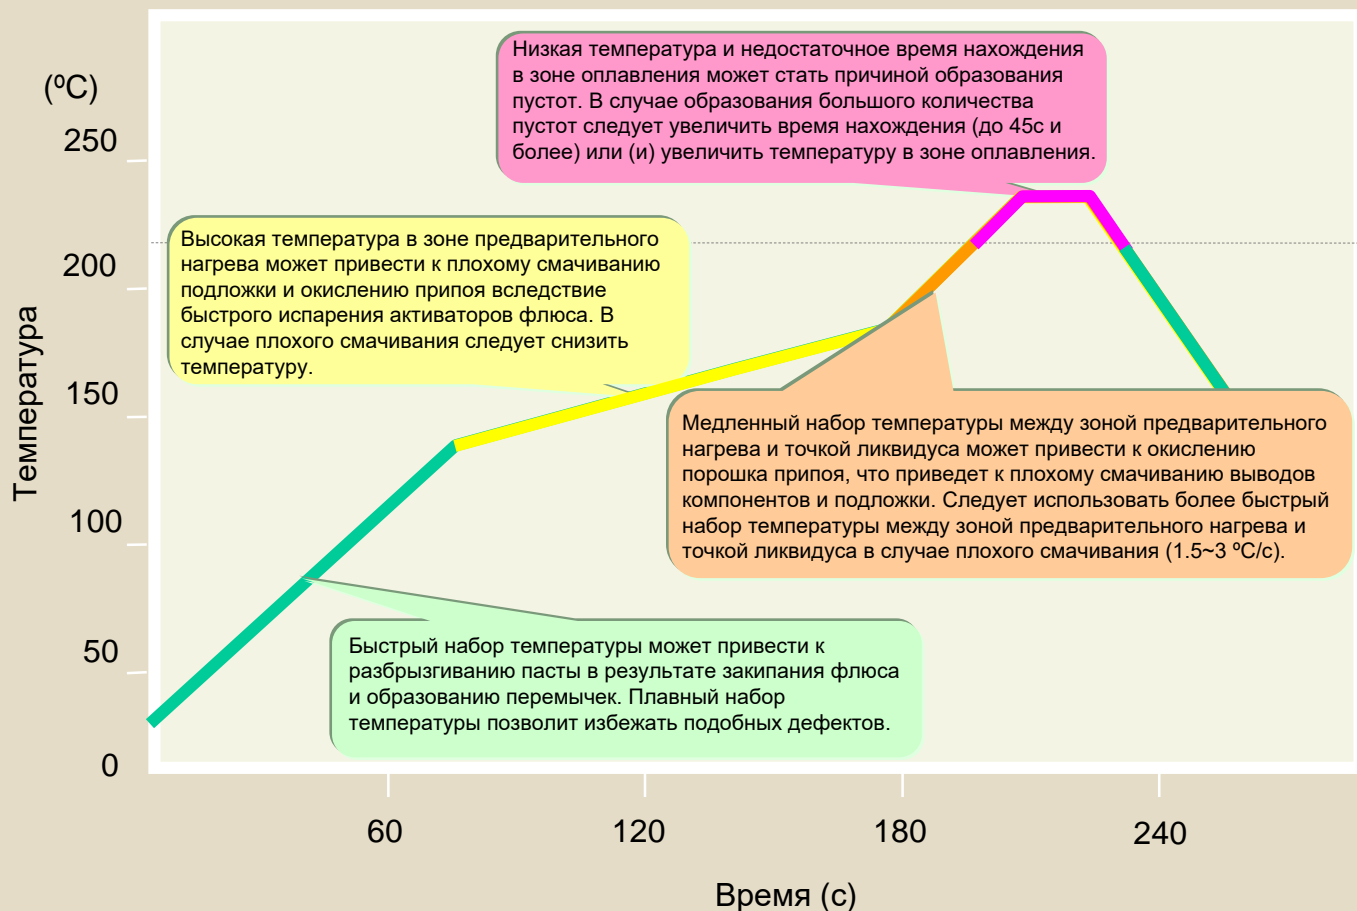 Низкая температура и недостаточное время нахождения
в зоне оплавления может стать причиной образования
пустот. В случае образования большого количества
пустот следует увеличить время нахождения (до 45с и
более) или (и) увеличить температуру в зоне оплавления.
(ºC)
250
Высокая температура в зоне предварительного
нагрева может привести к плохому смачиванию
подложки и окислению припоя вследствие
быстрого испарения активаторов флюса. В
случае плохого смачивания следует снизить
температуру.
200
Температура
150
Медленный набор температуры между зоной предварительного
нагрева и точкой ликвидуса может привести к окислению
порошка припоя, что приведет к плохому смачиванию выводов
компонентов и подложки. Следует использовать более быстрый
набор температуры между зоной предварительного нагрева и
точкой ликвидуса в случае плохого смачивания (1.5~3 ºC/с).
100
Быстрый набор температуры может привести к
разбрызгиванию пасты в результате закипания флюса
и образованию перемычек. Плавный набор
температуры позволит избежать подобных дефектов.
50
0
60
120
180
240
Время (с)